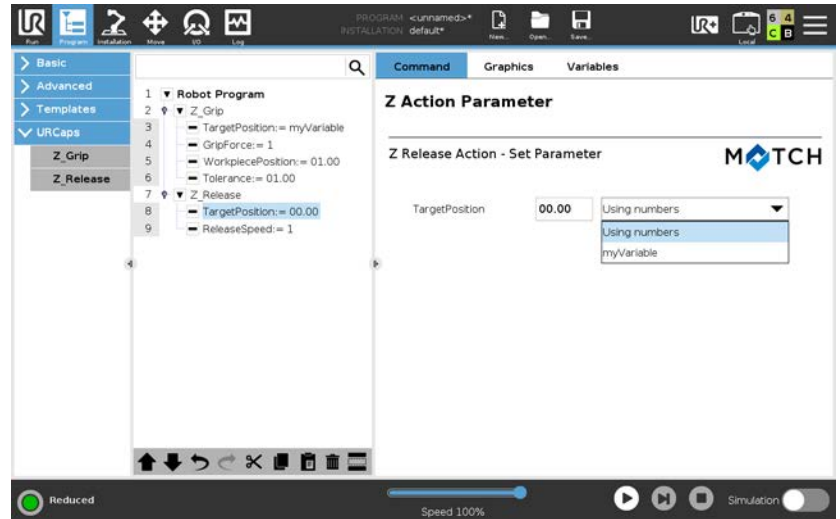 UR
Run
Program
Installation
Move
I/O
Log
PROGRAM <unnamed>*
INSTALLATION default*
New...
Open...
Save...
UR+
Local
6 4
C B
Basic
Advanced
Templates
URCaps
Z_Grip
Z_Release
1 Robot Program
2 Z_Grip
3 TargetPosition:= myVariable
4 GripForce:= 1
5 WorkpiecePosition:= 01.00
6 Tolerance:= 01.00
7 Z_Release
8 TargetPosition:= 00.00
9 ReleaseSpeed:= 1
Command Graphics Variables
Z Action Parameter
Z Release Action - Set Parameter
MATCH
TargetPosition 00.00 Using numbers
Using numbers
myVariable
Reduced
Speed 100%
Simulation